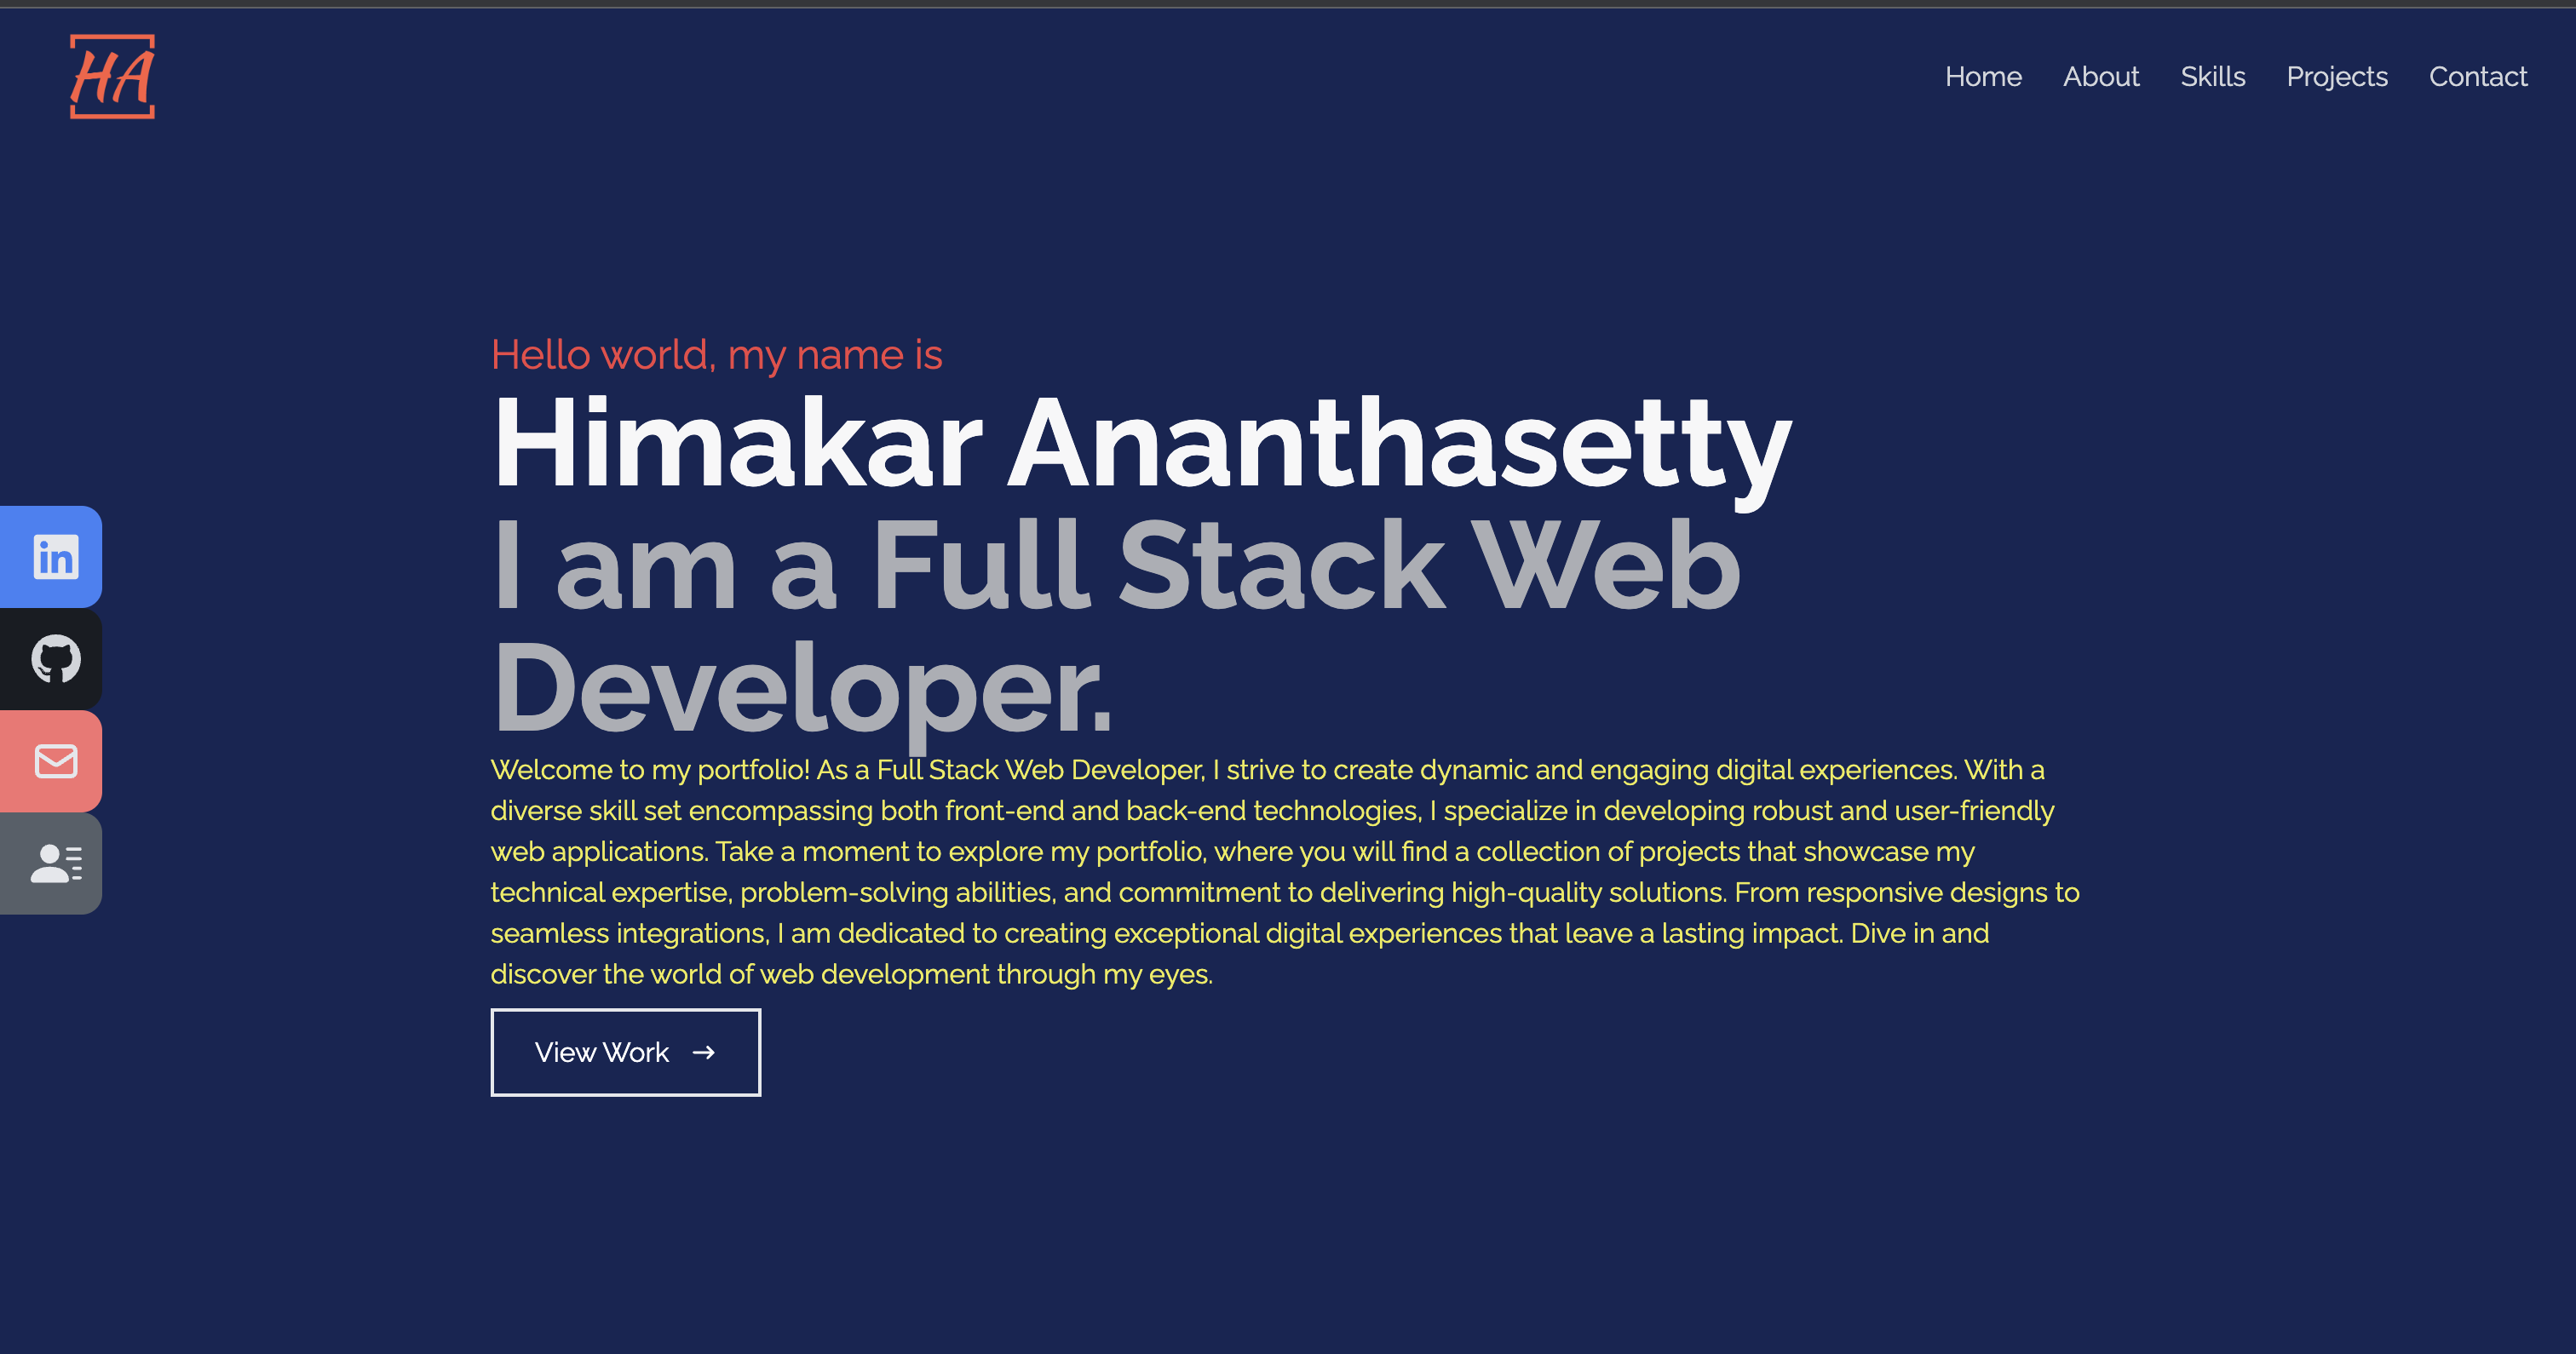 HA
Home About Skills Projects Contact
Hello world, my name is
Himakar Ananthasetty
I am a Full Stack Web
Developer.
in
Welcome to my portfolio! As a Full Stack Web Developer, I strive to create dynamic and engaging digital experiences. With a
diverse skill set encompassing both front-end and back-end technologies, I specialize in developing robust and user-friendly
web applications. Take a moment to explore my portfolio, where you will find a collection of projects that showcase my
technical expertise, problem-solving abilities, and commitment to delivering high-quality solutions. From responsive designs to
seamless integrations, I am dedicated to creating exceptional digital experiences that leave a lasting impact. Dive in and
discover the world of web development through my eyes.
View Work →